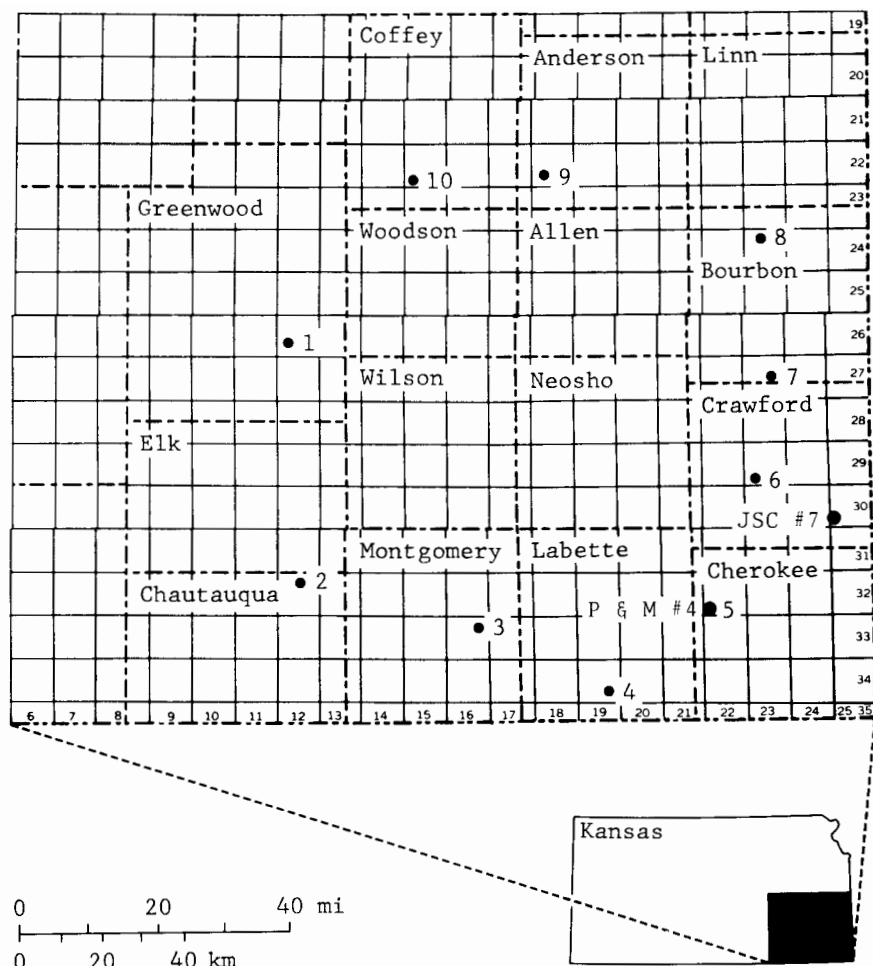 19
Coffey
Anderson Linn
20
21
22
10 9
23
Greenwood
Woodson Allen
8
24
Bourbon
25
26
1
Wilson Neosho
7
27
Crawford
28
Elk
29
6
30
JSC #7
Montgomery Labette
31
Cherokee
Chautauqua 2
32
P & M #4 5
3
33
4
34
6 7 8 9 10 11 12 13 14 15 16 17 18 19 20 21 22 23 24 25 35
Kansas
0 20 40 mi
0 20 40 km